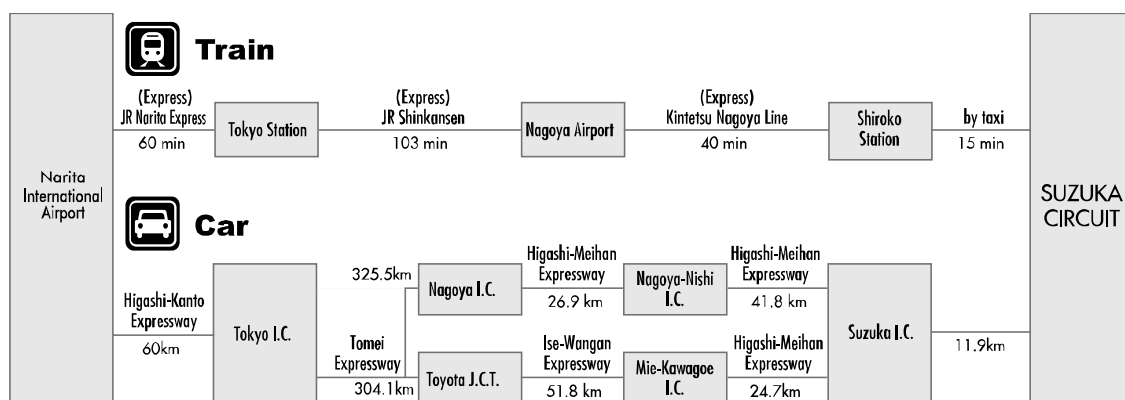 Train
(Express)
JR Narita Express
60 min
Tokyo Station
(Express)
JR Shinkansen
103 min
Nagoya Airport
(Express)
Kintetsu Nagoya Line
40 min
Shiroko
Station
by taxi
15 min
Narita
International
Airport
SUZUKA
CIRCUIT
Car
Higashi-Kanto
Expressway
60km
Tokyo I.C.
325.5km
Nagoya I.C.
Higashi-Meihan
Expressway
26.9 km
Nagoya-Nishi
I.C.
Higashi-Meihan
Expressway
41.8 km
Tomei
Expressway
304.1km
Toyota J.C.T.
Ise-Wangan
Expressway
51.8 km
Mie-Kawagoe
I.C.
Higashi-Meihan
Expressway
24.7km
Suzuka I.C.
11.9km